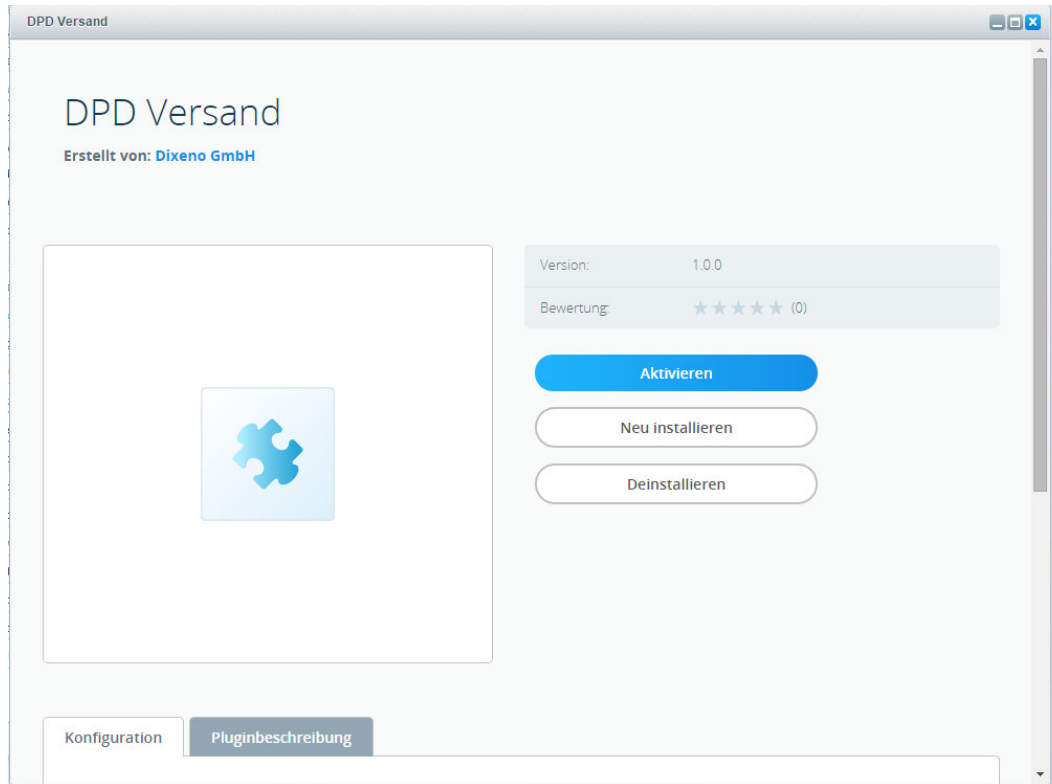 DPD Versand
DPD Versand
Erstellt von: Dixeno GmbH
Version: 1.0.0
Bewertung: (0)
Aktivieren
Neu installieren
Deinstallieren
Konfiguration Pluginbeschreibung